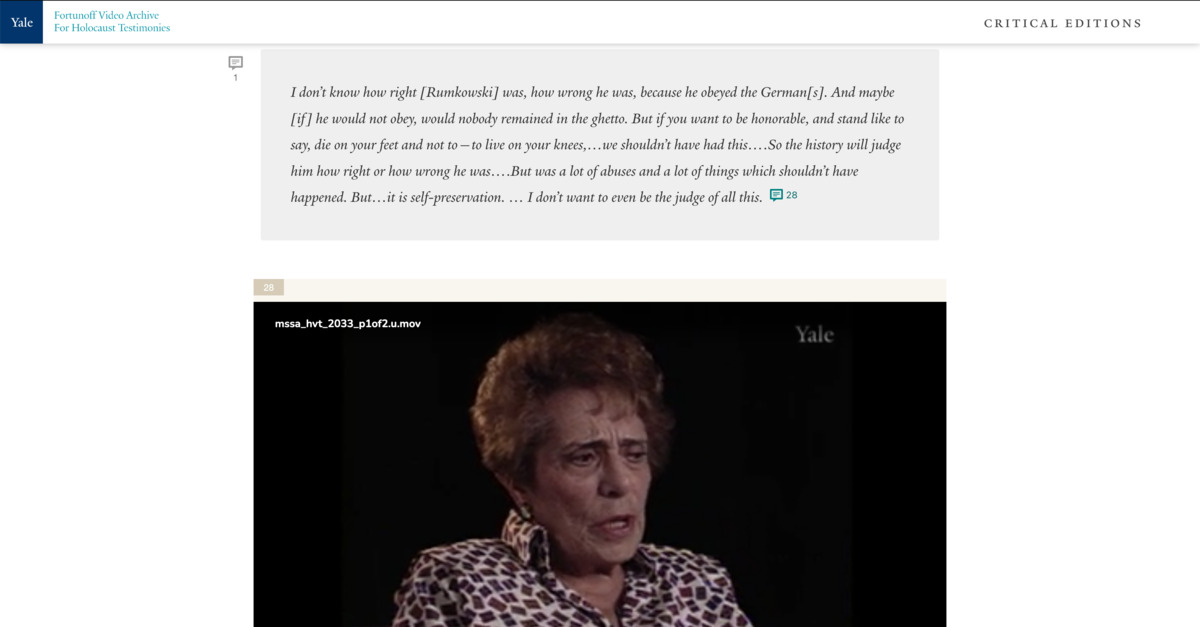 Yale
Fortunoff Video Archive
For Holocaust Testimonies
CRITICAL EDITIONS
1
I don't know how right [Rumkowski] was, how wrong he was, because he obeyed the German[s]. And maybe
[if] he would not obey, would nobody remained in the ghetto. But if you want to be honorable, and stand like to
say, die on your feet and not to—to live on your knees,…we shouldn't have had this….So the history will judge
him how right or how wrong he was….But was a lot of abuses and a lot of things which shouldn't have
happened. But…it is self-preservation. … I don't want to even be the judge of all this. 28
28
mssa_hvt_2033_p1of2.u.mov
Yale